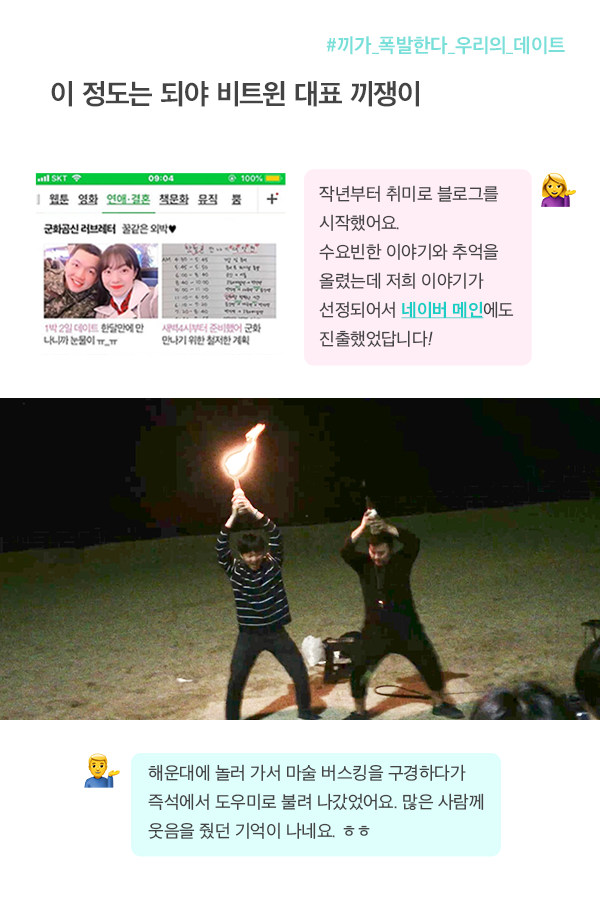 #끼가_폭발한다_우리의_데이트
이 정도는 되야 비트윈 대표 끼쟁이
SKT 09:04 100%
웹툰 영화 연애·결혼 책문화 뮤직 품 +
군화공신 러브레터 꿀같은 외박♥
1박 2일 데이트 한달만에 만
나니까 눈물이 ㅠ_ㅠ
새벽4시부터 준비했어 군화
만나기 위한 철저한 계획
작년부터 취미로 블로그를
시작했어요.
수요빈한 이야기와 추억을
올렸는데 저희 이야기가
선정되어서 네이버 메인에도
진출했었답니다!
해운대에 놀러 가서 마술 버스킹을 구경하다가
즉석에서 도우미로 불려 나갔었어요. 많은 사람께
웃음을 줬던 기억이 나네요. ㅎㅎ